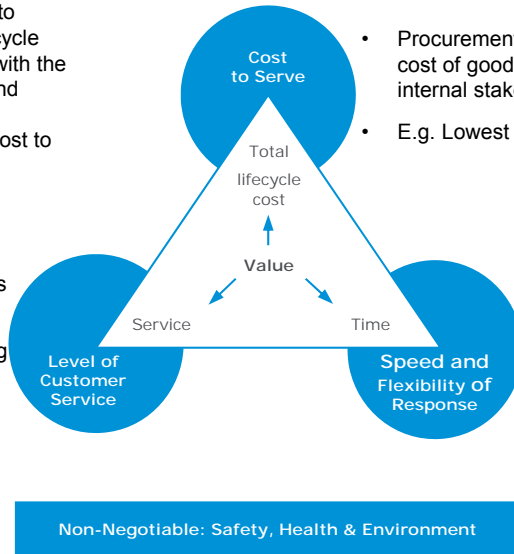 to
cycle
with the
nd
ost to
s
g
Cost
to Serve
• Procurement
cost of good
internal stake
• E.g. Lowest
Total
lifecycle
cost
Value
Service
Time
Level of
Customer
Service
Speed and
Flexibility of
Response
Non-Negotiable: Safety, Health & Environment